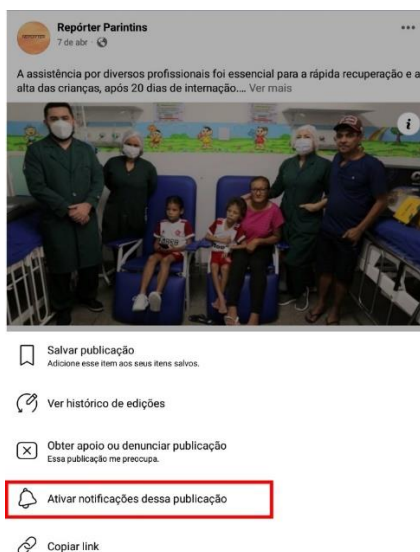 Repórter Parintins
7 de abr
A assistência por diversos profissionais foi essencial para a rápida recuperação e a
alta das crianças, após 20 dias de internação.... Ver mais
Salvar publicação
Adicione esse item aos seus itens salvos.
Ver histórico de edições
Obter apoio ou denunciar publicação
Essa publicação me preocupa.
Ativar notificações dessa publicação
Copiar link